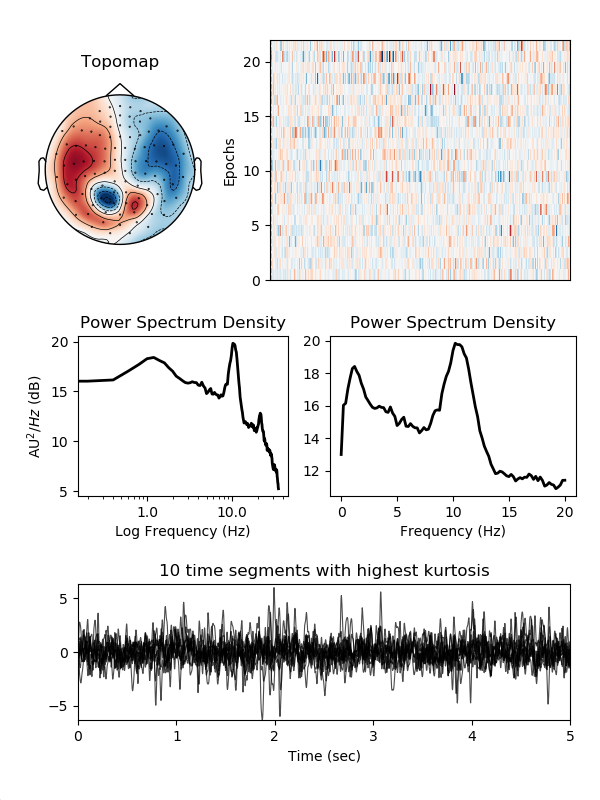 Topomap
Epochs
20
15
10
5
0
Power Spectrum Density
AU²/Hz (dB)
20
15
10
5
1.0 10.0
Log Frequency (Hz)
Power Spectrum Density
20
18
16
14
12
0 5 10 15 20
Frequency (Hz)
10 time segments with highest kurtosis
5
0
−5
0 1 2 3 4 5
Time (sec)